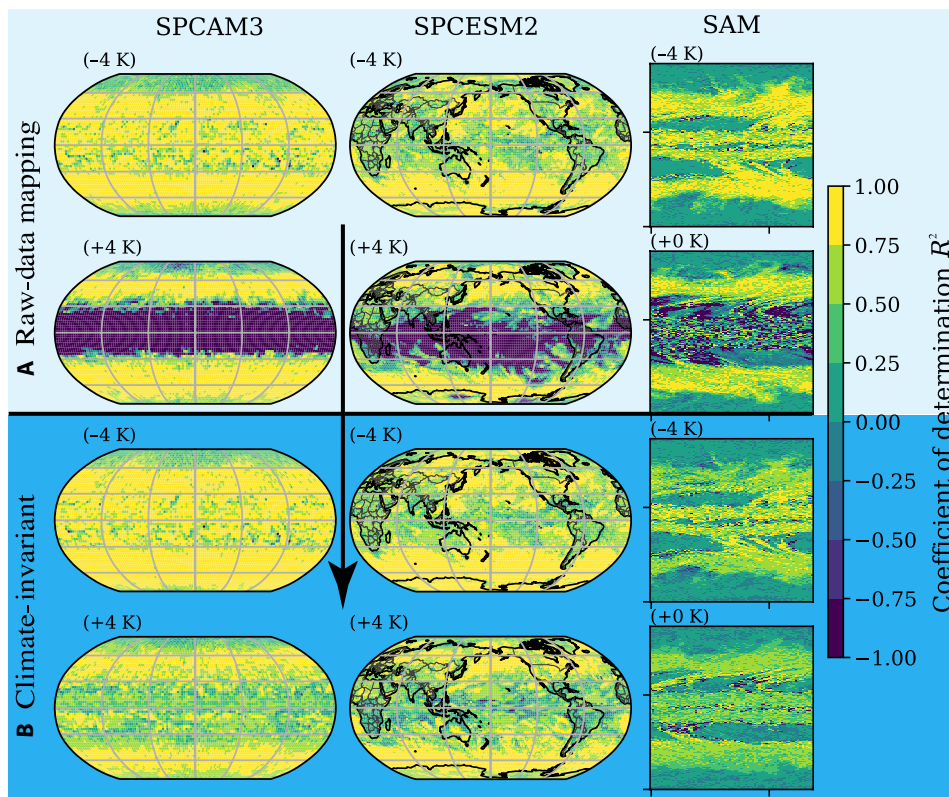 SPCAM3 SPCESM2 SAM
(–4 K) (–4 K) (–4 K)
(+4 K) (+4 K) (+0 K)
A Raw-data mapping
(–4 K) (–4 K) (–4 K)
(+4 K) (+4 K) (+0 K)
B Climate-invariant
1.00
0.75
0.50
0.25
0.00
−0.25
−0.50
−0.75
−1.00
Coefficient of determination R²